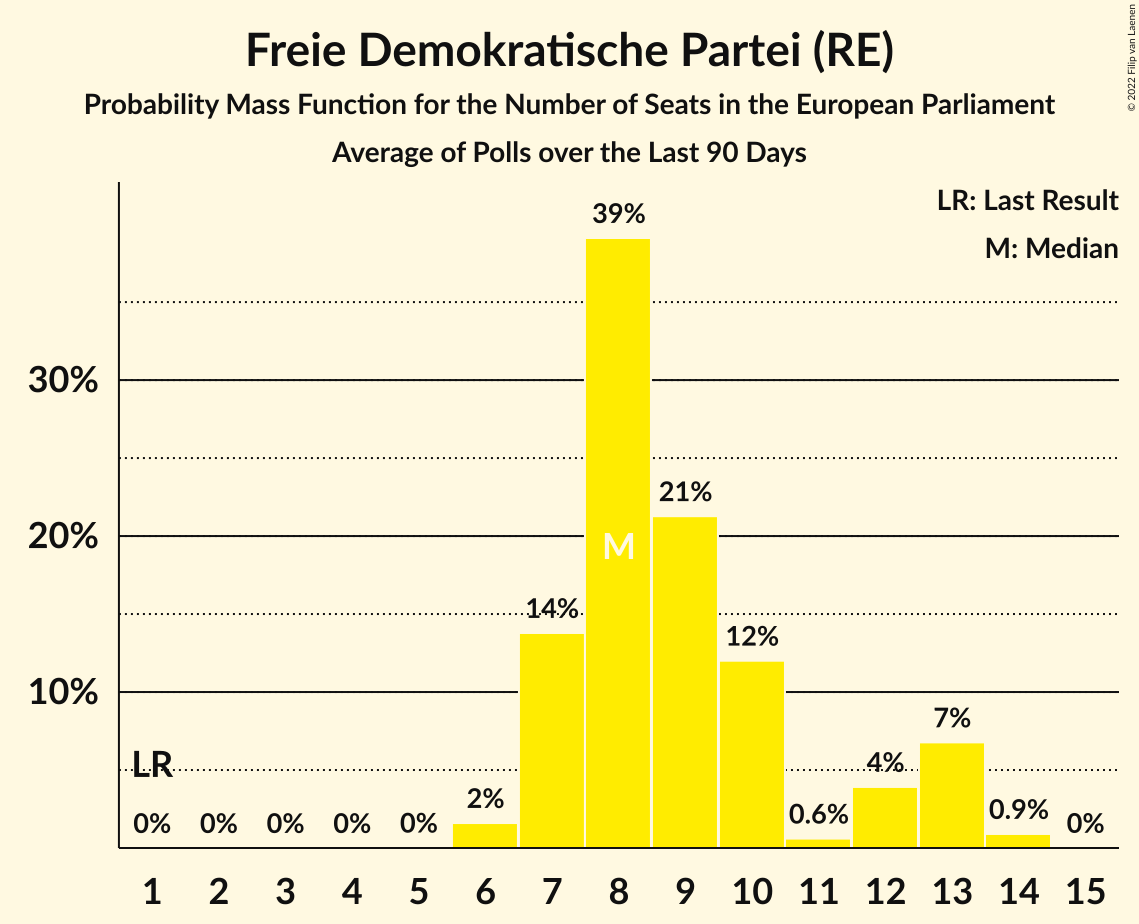 Freie Demokratische Partei (RE)
Probability Mass Function for the Number of Seats in the European Parliament
Average of Polls over the Last 90 Days
© 2022 Filip van Laenen
LR: Last Result
M: Median
39%
30%
21%
20%
M
14%
12%
10%
7%
LR
4%
2%
0.6%
0.9%
0% 0% 0% 0% 0% 0%
1 2 3 4 5 6 7 8 9 10 11 12 13 14 15